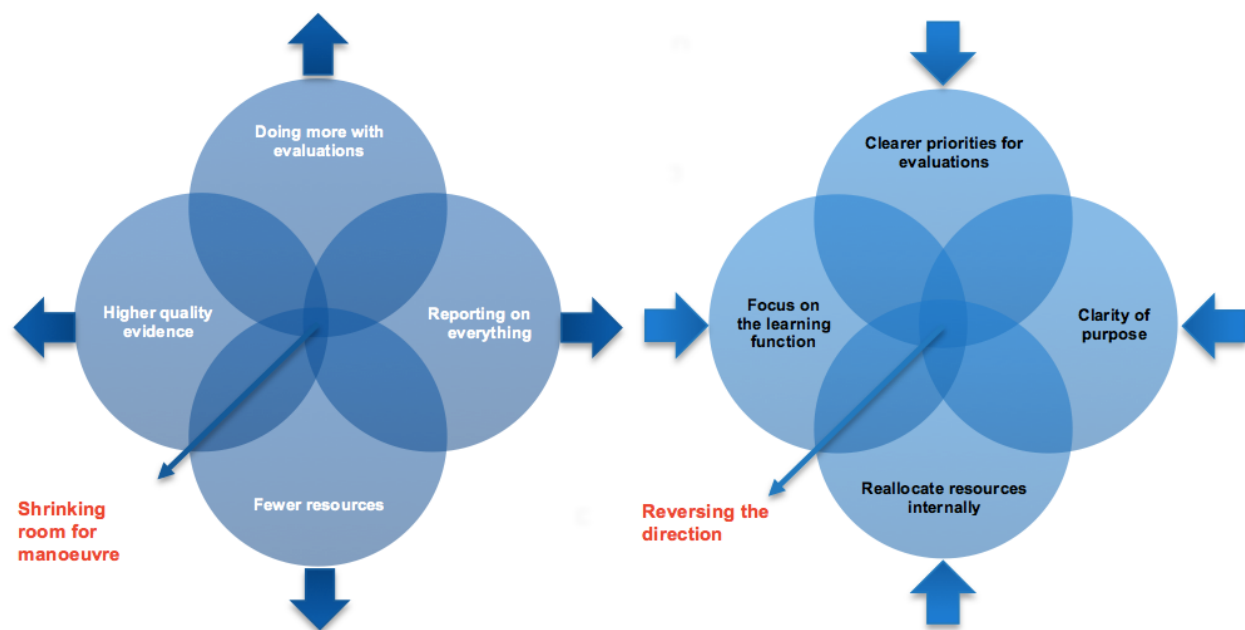 Doing more with
evaluations
Higher quality
evidence
Reporting on
everything
Fewer resources
Shrinking
room for
manoeuvre
Clearer priorities for
evaluations
Focus on
the learning
function
Clarity of
purpose
Reallocate resources
internally
Reversing the
direction